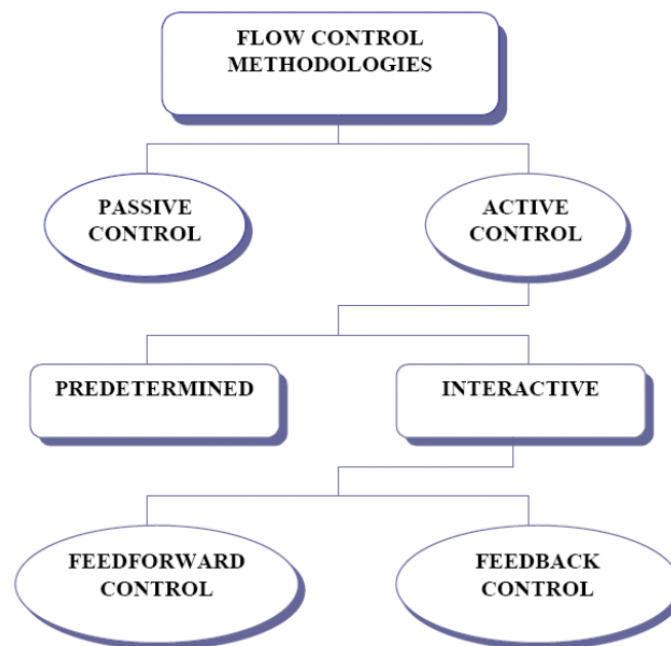 FLOW CONTROL
METHODOLOGIES
PASSIVE
CONTROL
ACTIVE
CONTROL
PREDETERMINED
INTERACTIVE
FEEDFORWARD
CONTROL
FEEDBACK
CONTROL